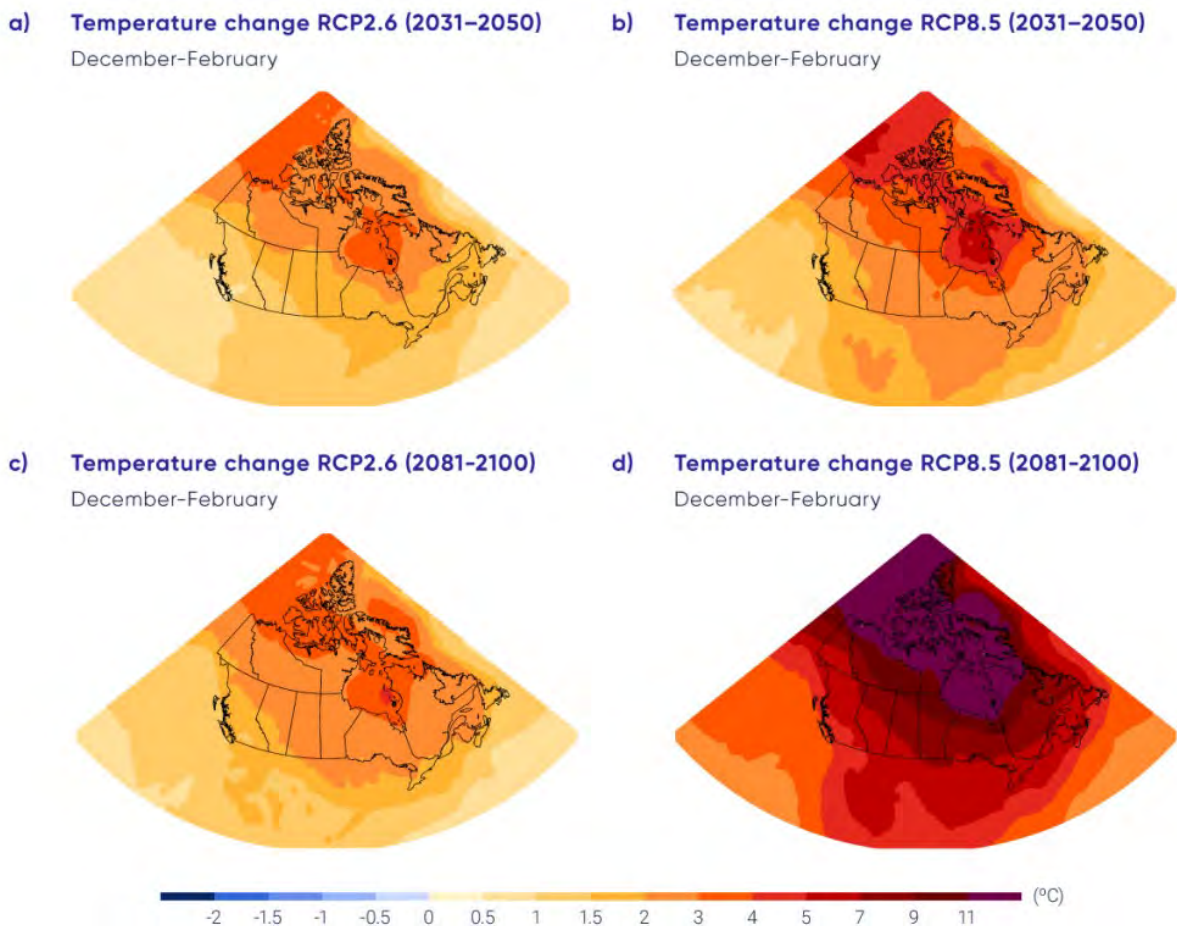 a) Temperature change RCP2.6 (2031–2050)
December-February
b) Temperature change RCP8.5 (2031–2050)
December-February
c) Temperature change RCP2.6 (2081-2100)
December-February
d) Temperature change RCP8.5 (2081-2100)
December-February
(ºC)
-2 -1.5 -1 -0.5 0 0.5 1 1.5 2 3 4 5 7 9 11